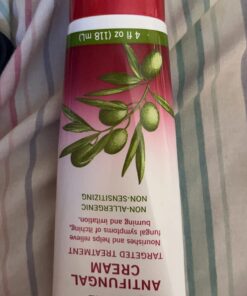 ANTIFUNGAL
CREAM
TARGETED TREATMENT
Nourishes and helps relieve
fungal symptoms of itching,
burning and irritation.
NON-ALLERGENIC
NON-SENSITIZING
4 fl oz (118 mL)